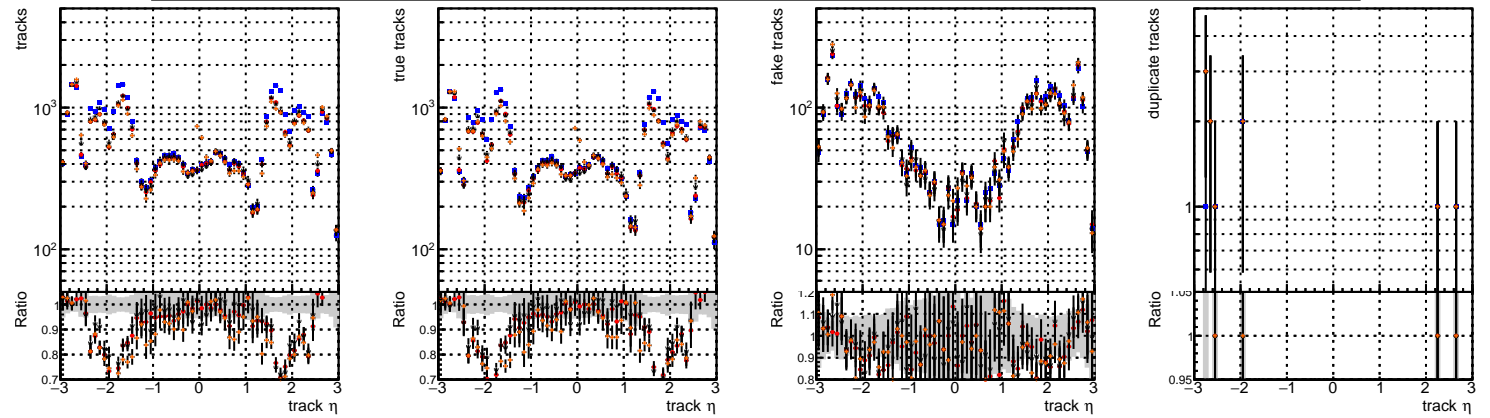 tracks
10³
10²
Ratio
0.9
0.8
0.7
−3 −2 −1 0 1 2 3
track η
true tracks
10³
10²
Ratio
0.9
0.8
0.7
−3 −2 −1 0 1 2 3
track η
fake tracks
10²
10
Ratio
1.2
1.1
1
0.9
0.8
−3 −2 −1 0 1 2 3
track η
duplicate tracks
1
Ratio
1.05
1
0.95
−3 −2 −1 0 1 2 3
track η